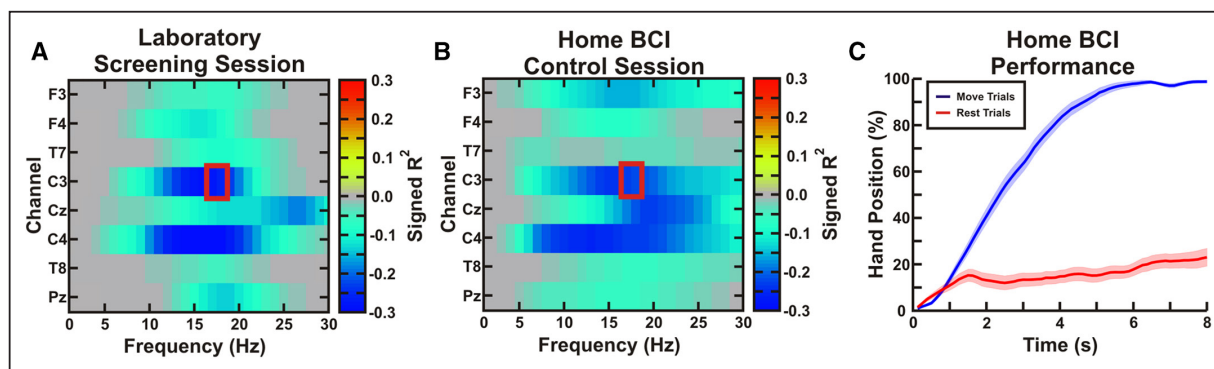 A
Laboratory
Screening Session
F3
F4
T7
C3
Cz
C4
T8
Pz
Channel
0 5 10 15 20 25 30
Frequency (Hz)
0.3
0.2
0.1
0.0
-0.1
-0.2
-0.3
Signed R²
B
Home BCI
Control Session
F3
F4
T7
C3
Cz
C4
T8
Pz
Channel
0 5 10 15 20 25 30
Frequency (Hz)
0.3
0.2
0.1
0.0
-0.1
-0.2
-0.3
Signed R²
C
Home BCI
Performance
100
80
60
40
20
0
Hand Position (%)
Move Trials
Rest Trials
2 4 6 8
Time (s)